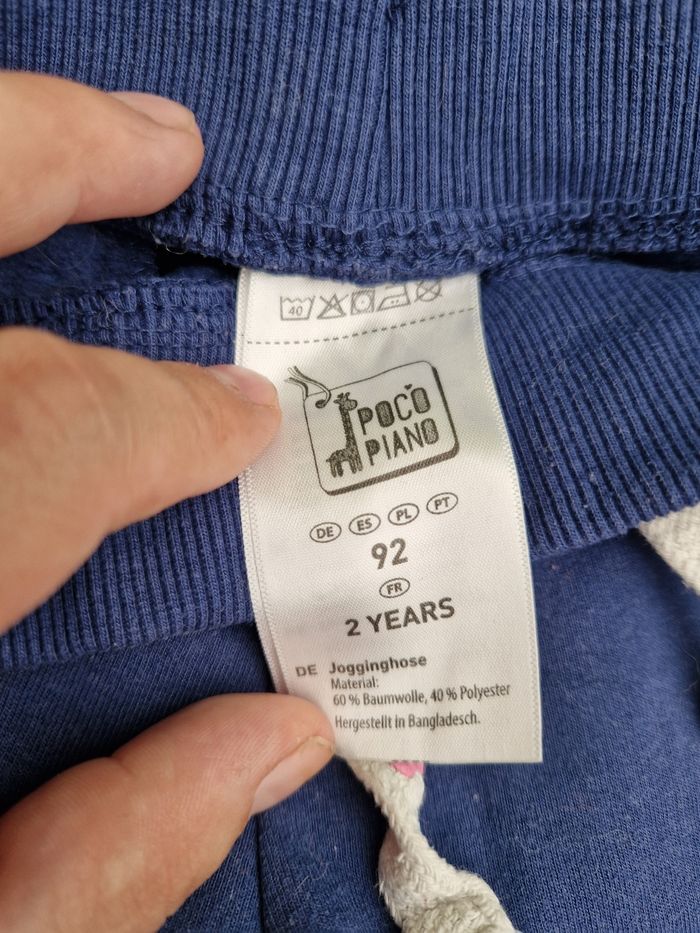 40
POCO
PIANO
DE ES PL PT
92
FR
2 YEARS
DE Jogginghose
Material:
60 % Baumwolle, 40 % Polyester
Hergestellt in Bangladesch.